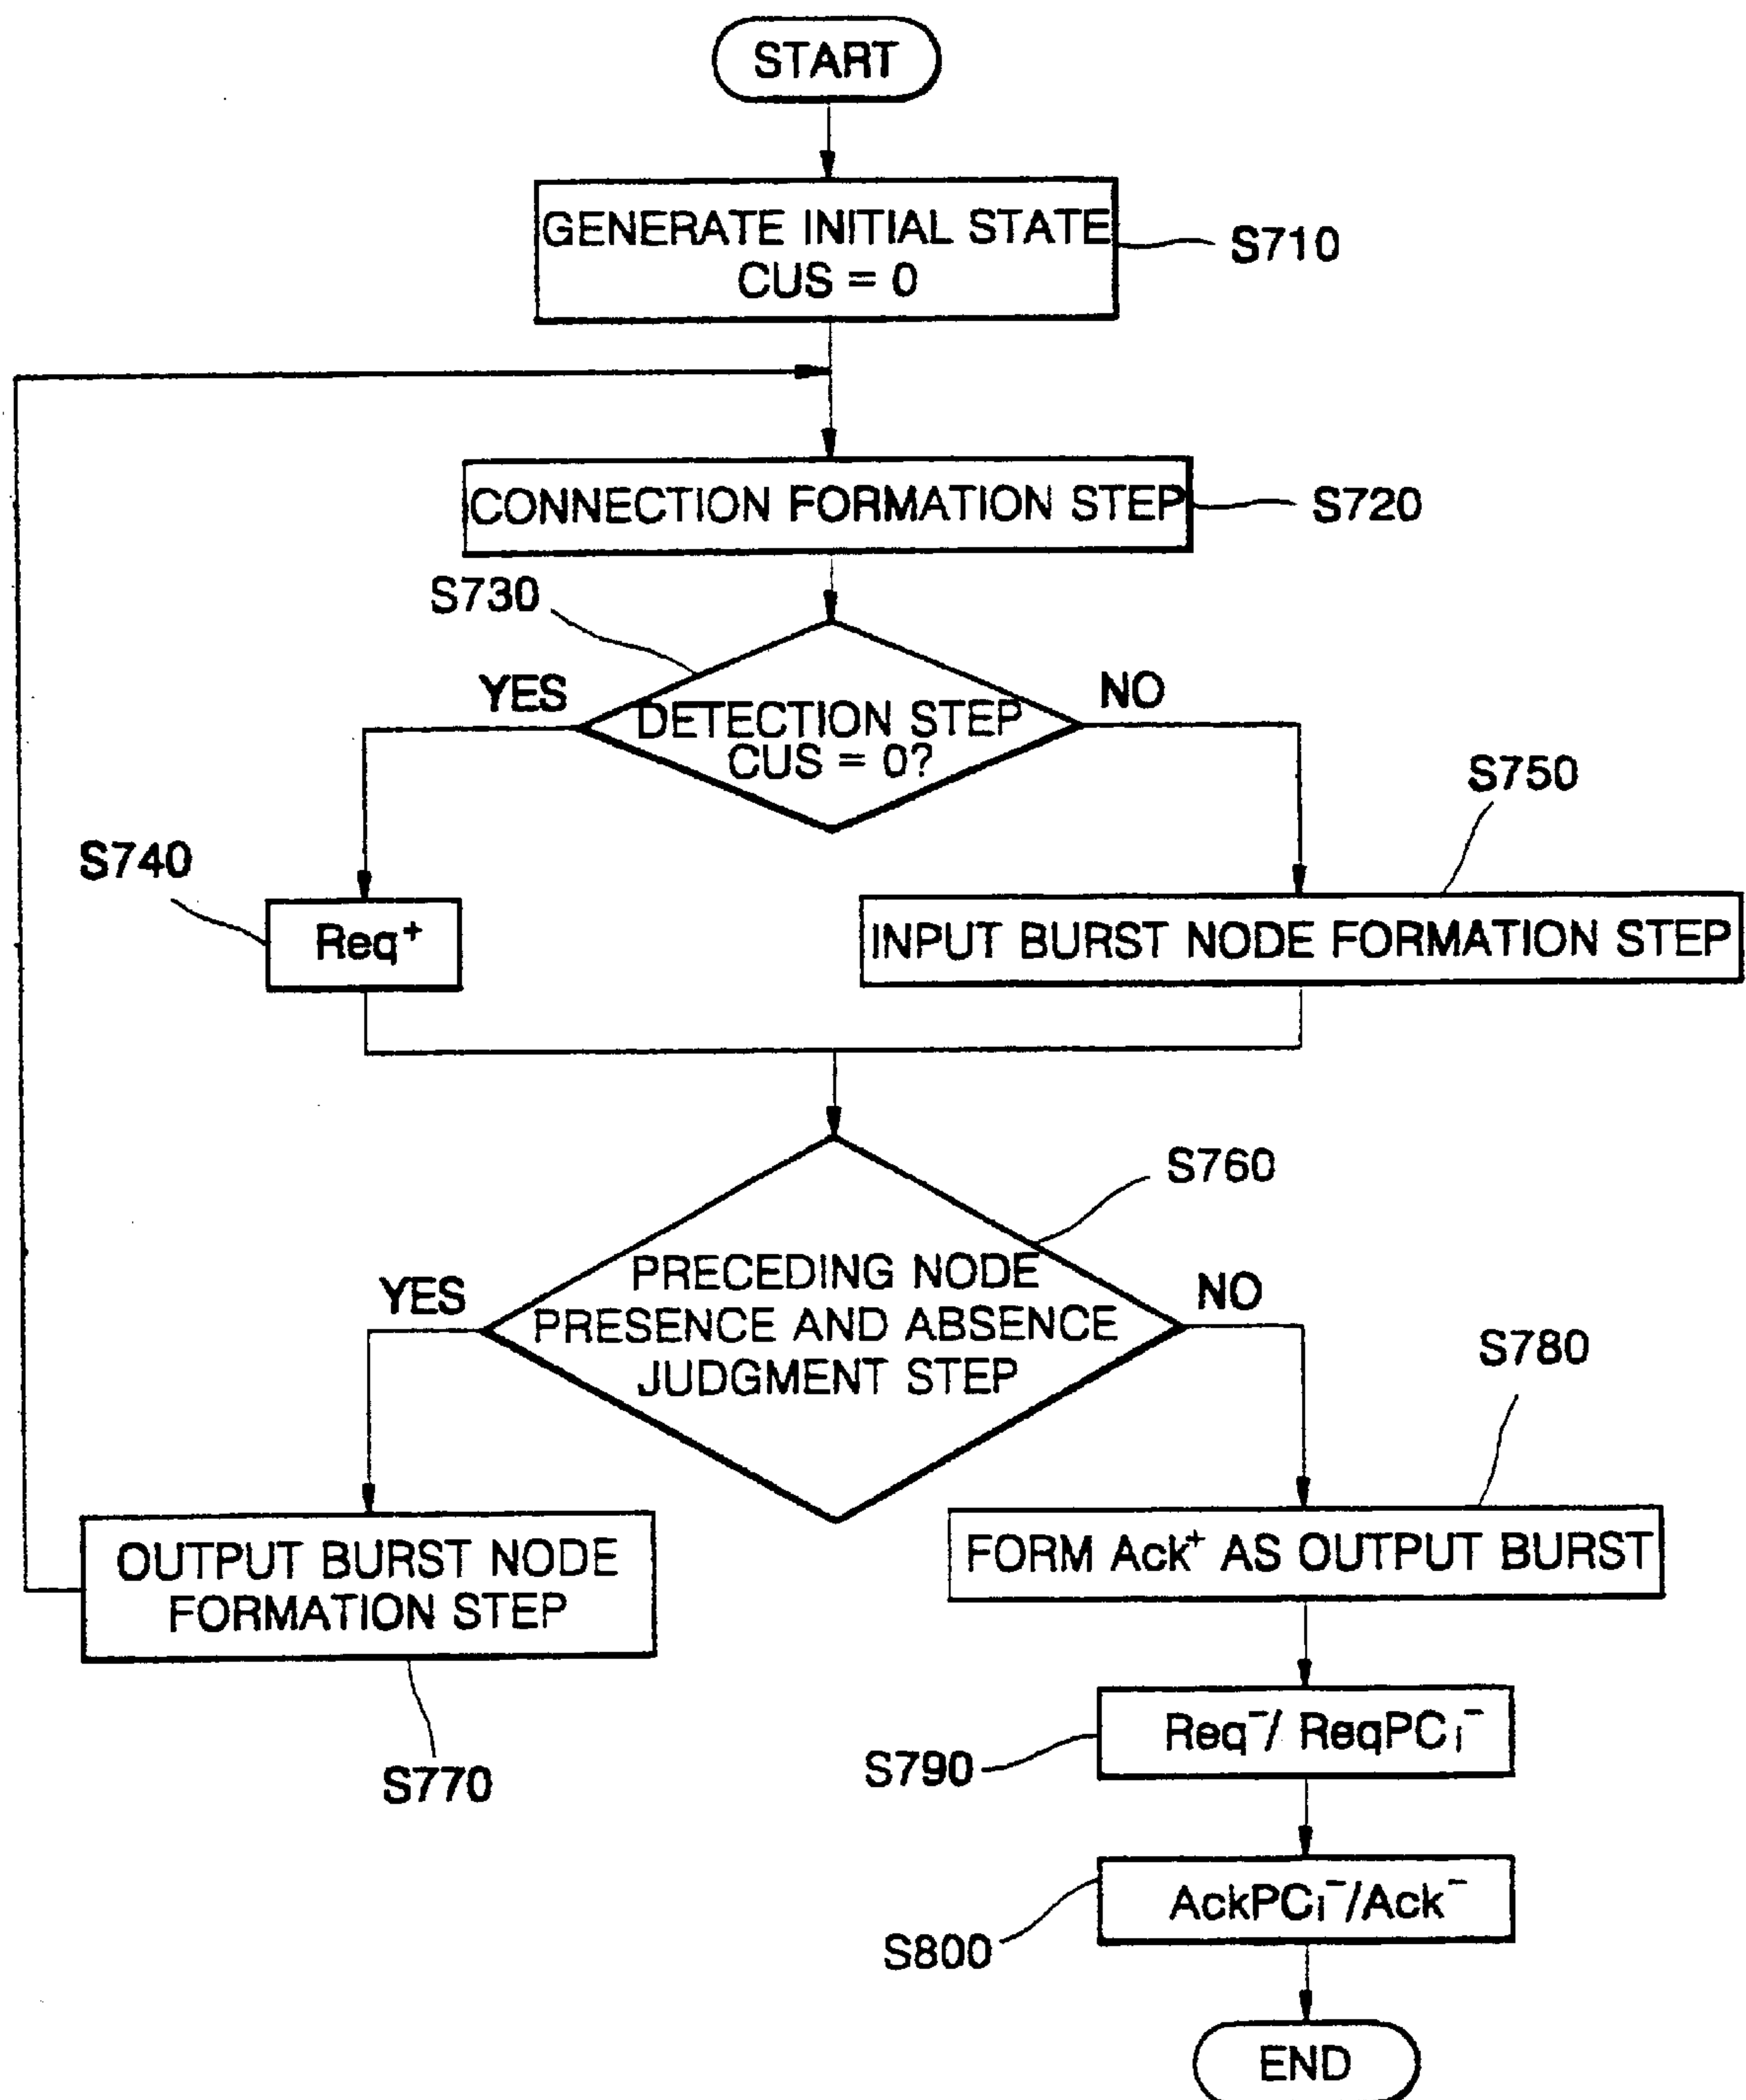 START
GENERATE INITIAL STATE
CUS = 0
S710
CONNECTION FORMATION STEP
S720
S730
YES
NO
DETECTION STEP
CUS = 0?
S750
S740
Req⁺
INPUT BURST NODE FORMATION STEP
S760
PRECEDING NODE
PRESENCE AND ABSENCE
JUDGMENT STEP
YES
NO
S780
OUTPUT BURST NODE
FORMATION STEP
FORM Ack⁺ AS OUTPUT BURST
S770
Req⁻/ ReqPCᵢ⁻
S790
AckPCᵢ⁻/Ack⁻
S800
END